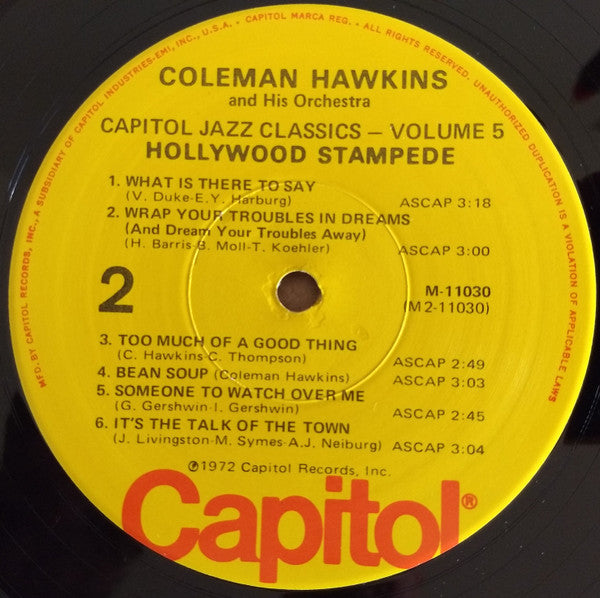 MFD. BY CAPITOL RECORDS, INC., A SUBSIDIARY OF CAPITOL INDUSTRIES-EMI, INC., U.S.A. • CAPITOL MARCA REG. • ALL RIGHTS RESERVED. UNAUTHORIZED DUPLICATION IS A VIOLATION OF APPLICABLE LAWS
COLEMAN HAWKINS
and His Orchestra
CAPITOL JAZZ CLASSICS – VOLUME 5
HOLLYWOOD STAMPEDE
1. WHAT IS THERE TO SAY
(V. Duke-E.Y. Harburg) ASCAP 3:18
2. WRAP YOUR TROUBLES IN DREAMS
(And Dream Your Troubles Away)
(H. Barris-B. Moll-T. Koehler) ASCAP 3:00
2
M-11030
(M2-11030)
3. TOO MUCH OF A GOOD THING
(C. Hawkins-C. Thompson) ASCAP 2:49
4. BEAN SOUP (Coleman Hawkins) ASCAP 3:03
5. SOMEONE TO WATCH OVER ME
(G. Gershwin-I. Gershwin) ASCAP 2:45
6. IT'S THE TALK OF THE TOWN
(J. Livingston-M. Symes-A.J. Neiburg) ASCAP 3:04
℗1972 Capitol Records, Inc.
Capitol®